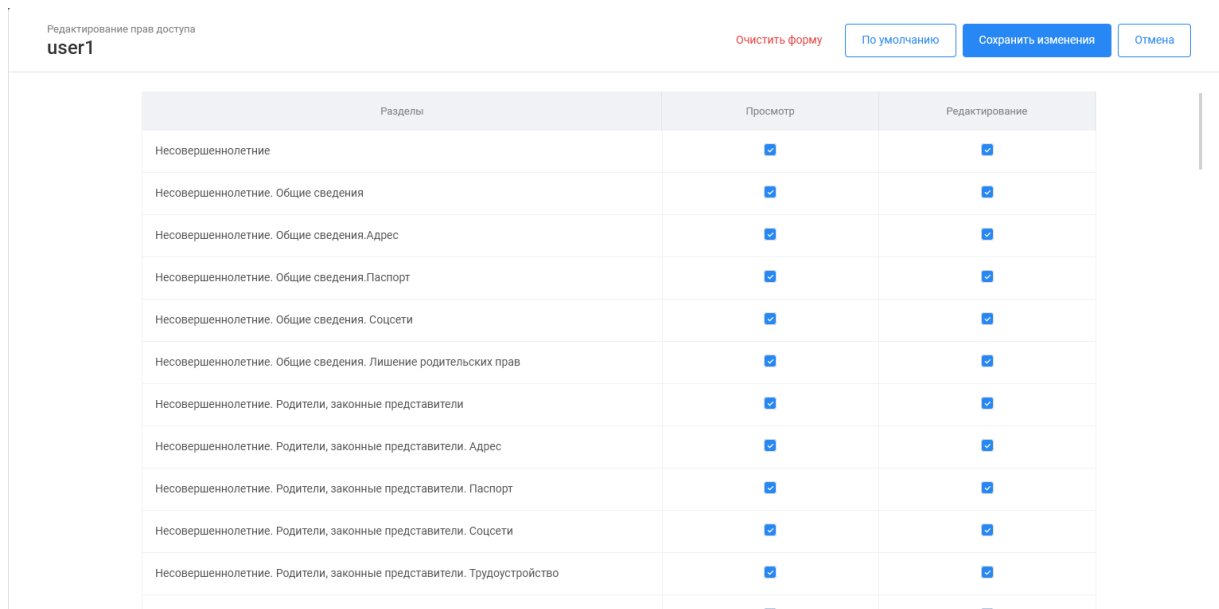 Редактирование прав доступа
user1
Очистить форму
По умолчанию
Сохранить изменения
Отмена
Разделы Просмотр Редактирование
Несовершеннолетние
Несовершеннолетние. Общие сведения
Несовершеннолетние. Общие сведения.Адрес
Несовершеннолетние. Общие сведения.Паспорт
Несовершеннолетние. Общие сведения. Соцсети
Несовершеннолетние. Общие сведения. Лишение родительских прав
Несовершеннолетние. Родители, законные представители
Несовершеннолетние. Родители, законные представители. Адрес
Несовершеннолетние. Родители, законные представители. Паспорт
Несовершеннолетние. Родители, законные представители. Соцсети
Несовершеннолетние. Родители, законные представители. Трудоустройство